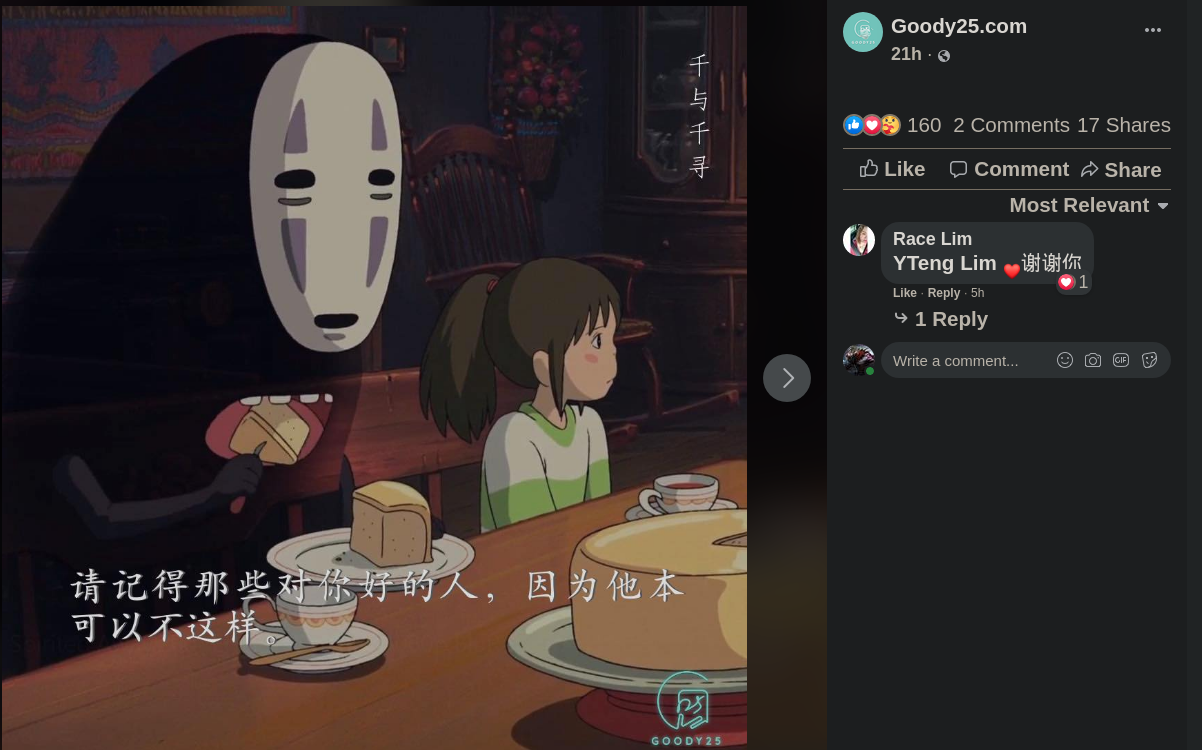 千与千寻
请记得那些对你好的人，因为他本
可以不这样。
GOODY25
Goody25.com
21h ·
160 2 Comments 17 Shares
Like Comment Share
Most Relevant
Race Lim
YTeng Lim ❤️谢谢你
1
Like · Reply · 5h
1 Reply
Write a comment...
GIF